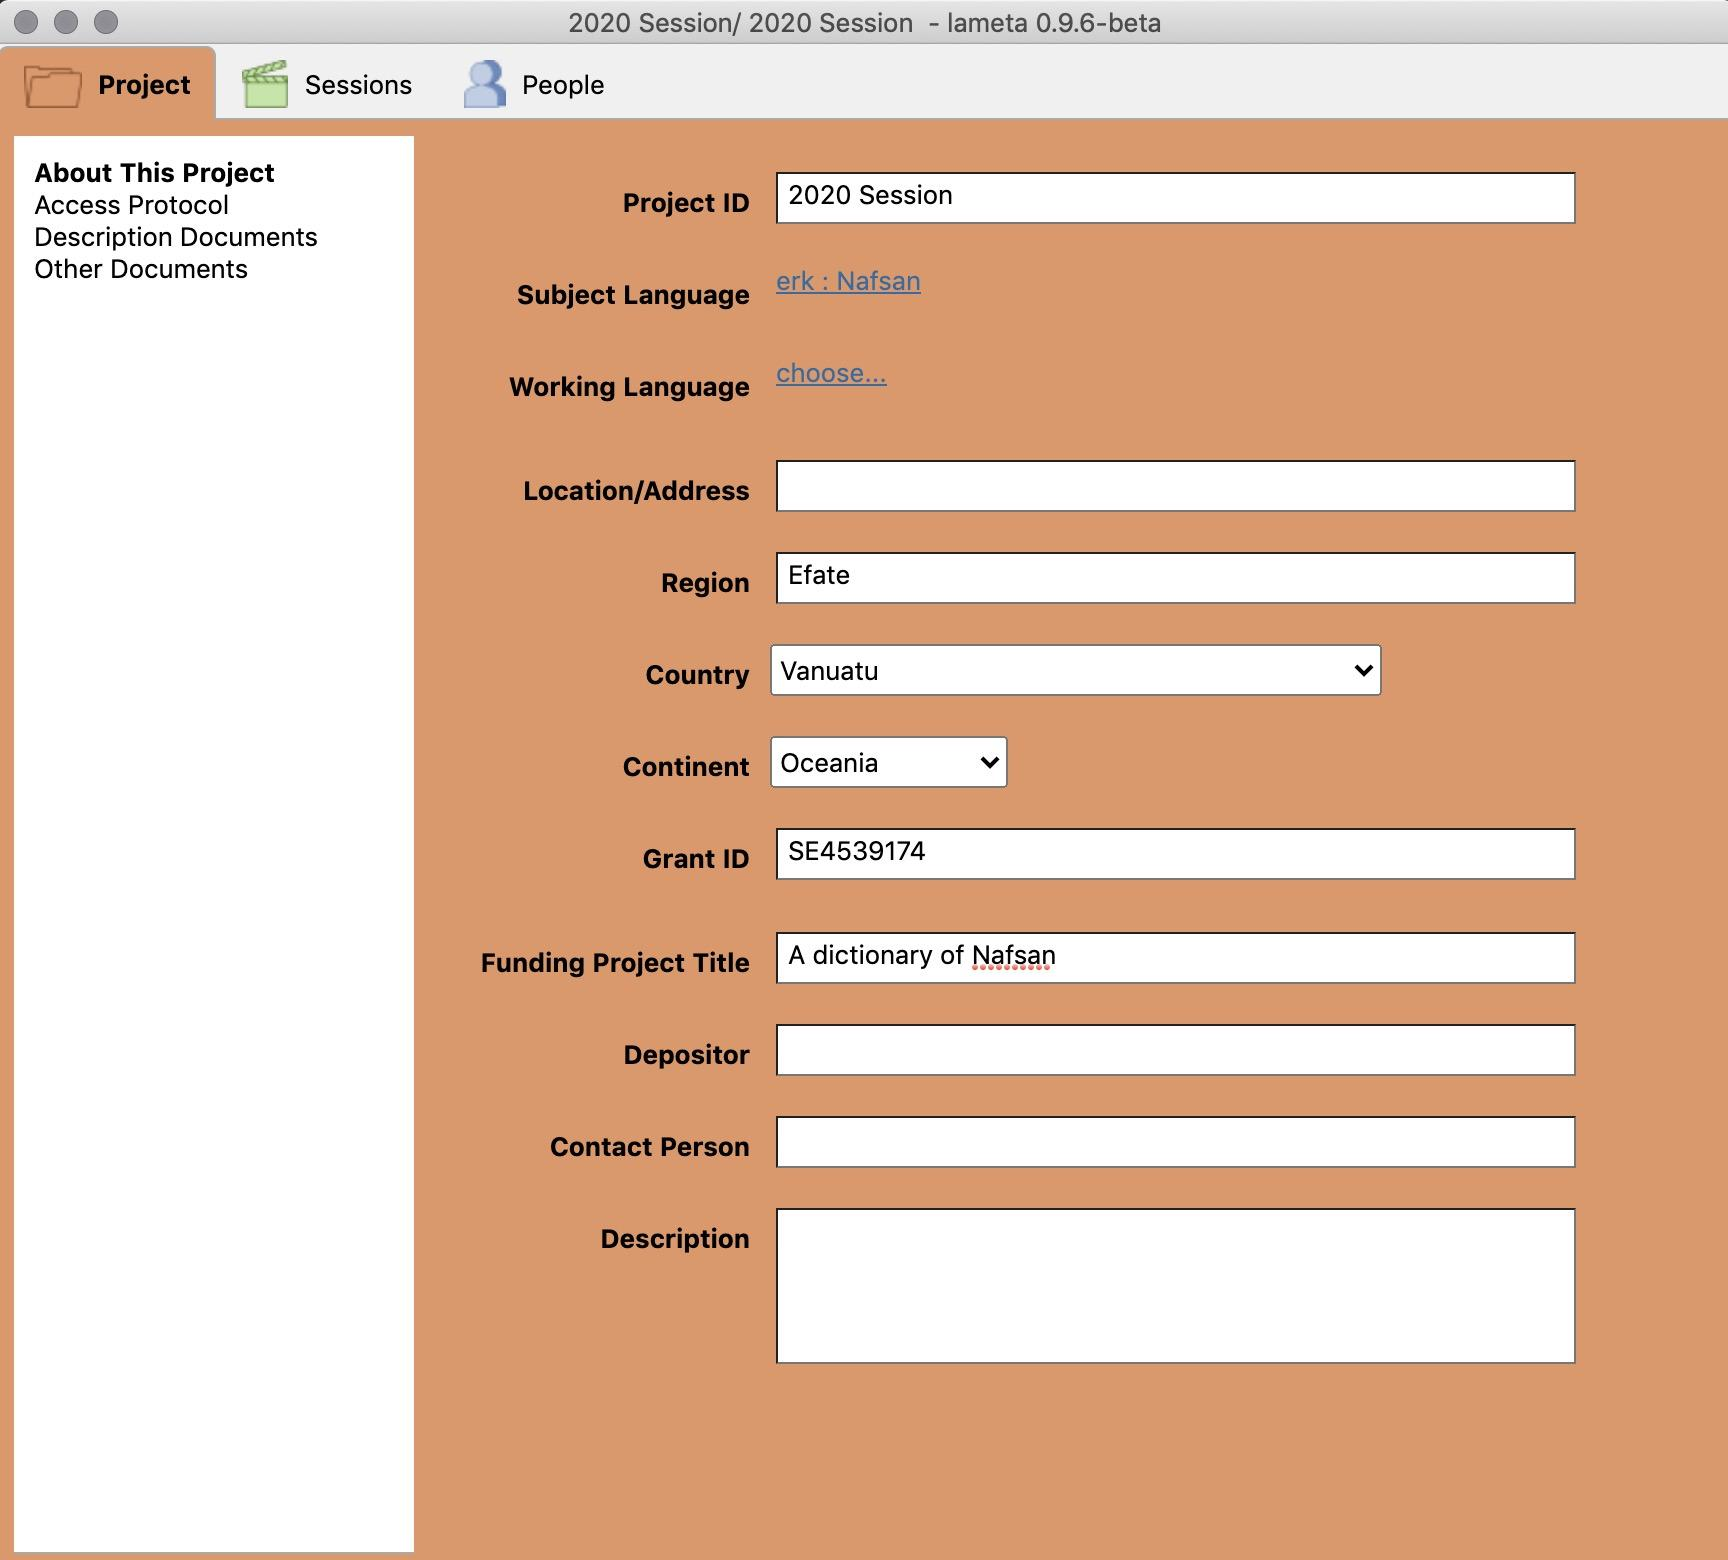 2020 Session/ 2020 Session - lameta 0.9.6-beta
Project Sessions People
About This Project
Access Protocol
Description Documents
Other Documents
Project ID 2020 Session
Subject Language erk : Nafsan
Working Language choose...
Location/Address
Region Efate
Country Vanuatu
Continent Oceania
Grant ID SE4539174
Funding Project Title A dictionary of Nafsan
Depositor
Contact Person
Description